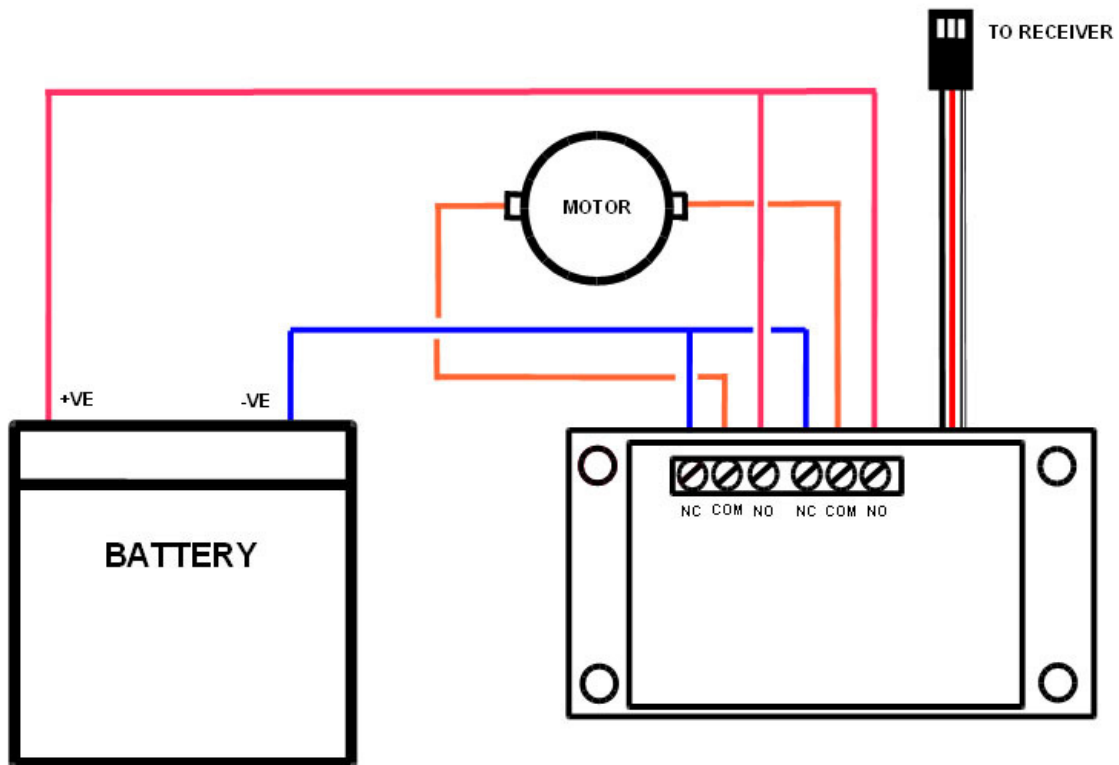 TO RECEIVER
MOTOR
+VE -VE
BATTERY
NC COM NO NC COM NO